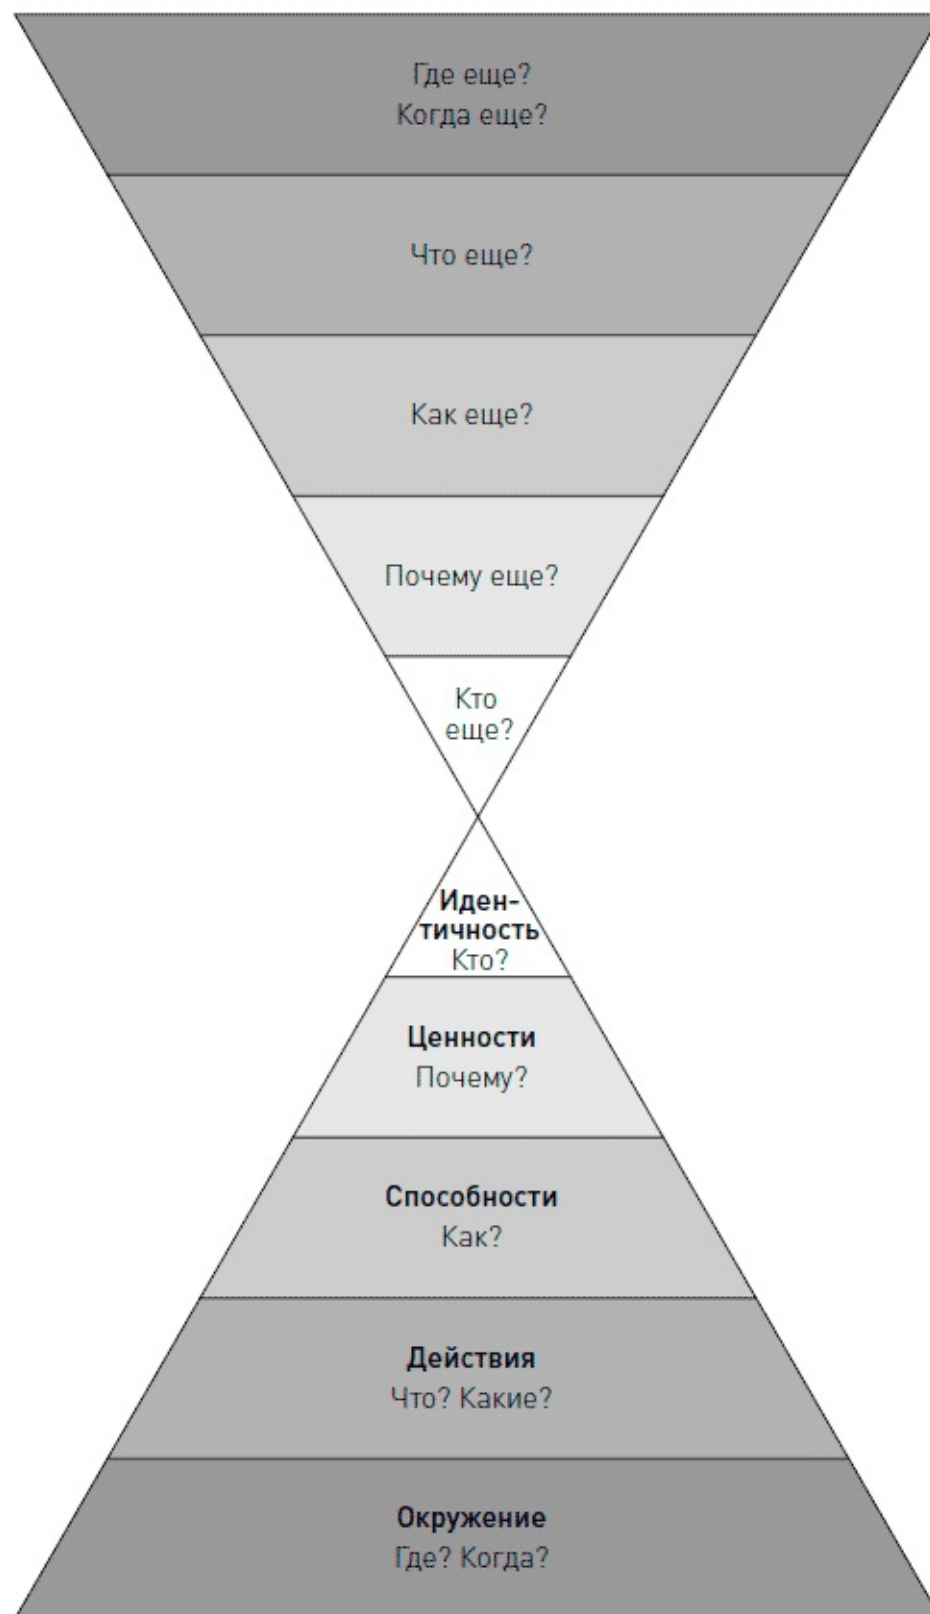 Где еще?
Когда еще?
Что еще?
Как еще?
Почему еще?
Кто
еще?
Иден-
тичность
Кто?
Ценности
Почему?
Способности
Как?
Действия
Что? Какие?
Окружение
Где? Когда?